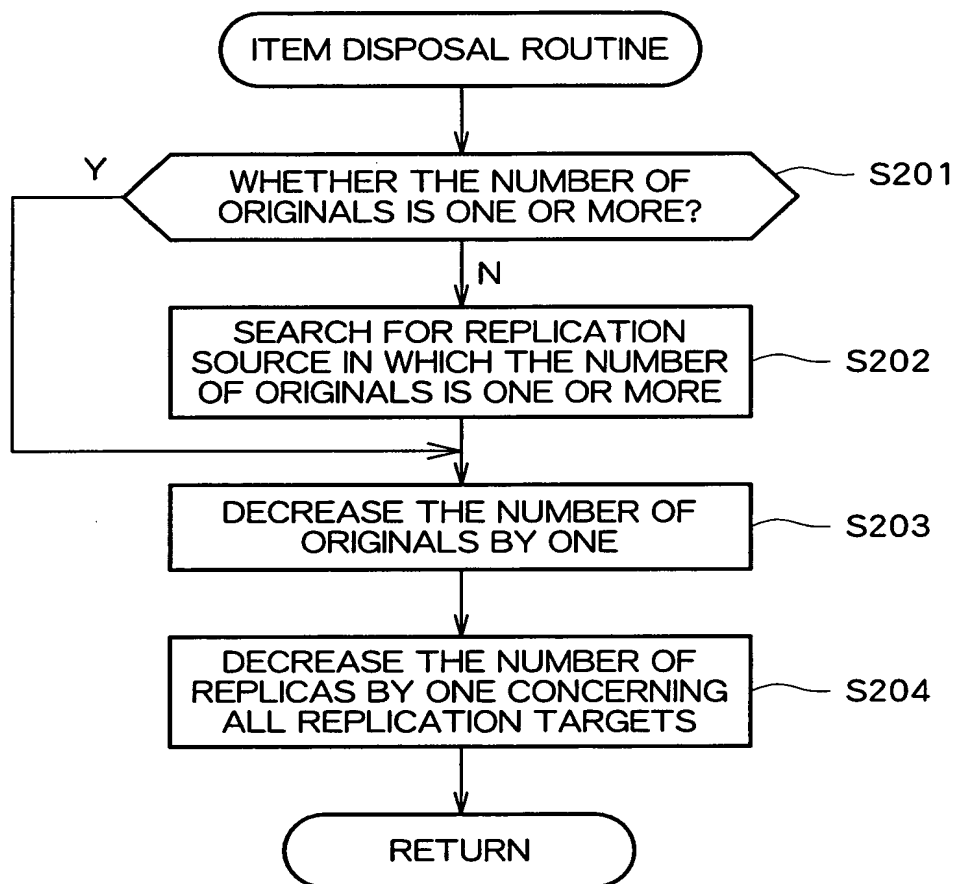 ITEM DISPOSAL ROUTINE
Y
WHETHER THE NUMBER OF
ORIGINALS IS ONE OR MORE?
S201
N
SEARCH FOR REPLICATION
SOURCE IN WHICH THE NUMBER
OF ORIGINALS IS ONE OR MORE
S202
DECREASE THE NUMBER OF
ORIGINALS BY ONE
S203
DECREASE THE NUMBER OF
REPLICAS BY ONE CONCERNING
ALL REPLICATION TARGETS
S204
RETURN